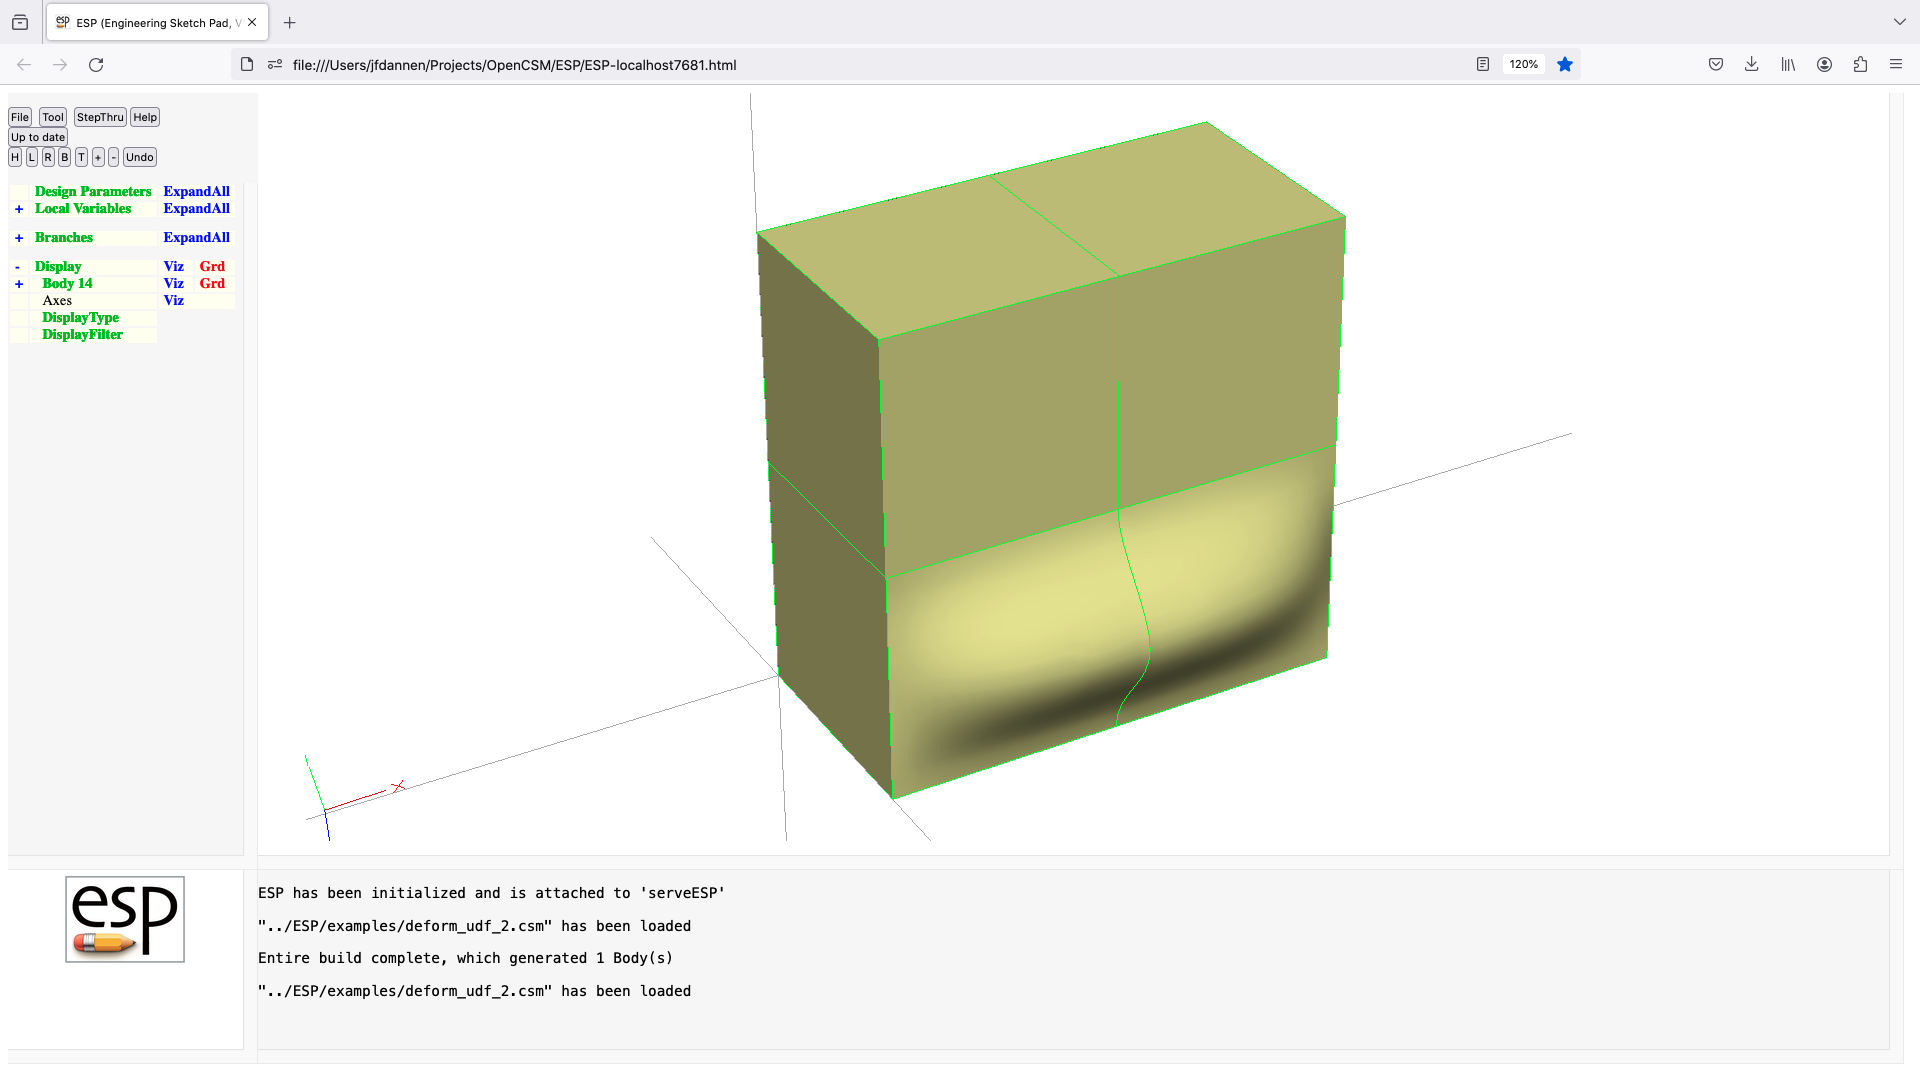 ESP (Engineering Sketch Pad, V
file:///Users/jfdannen/Projects/OpenCSM/ESP/ESP-localhost7681.html
120%
File Tool StepThru Help
Up to date
H L R B T + - Undo
Design Parameters ExpandAll
+ Local Variables ExpandAll
+ Branches ExpandAll
- Display Viz Grd
+ Body 14 Viz Grd
Axes Viz
DisplayType
DisplayFilter
X
esp
ESP has been initialized and is attached to 'serveESP'
"../ESP/examples/deform_udf_2.csm" has been loaded
Entire build complete, which generated 1 Body(s)
"../ESP/examples/deform_udf_2.csm" has been loaded